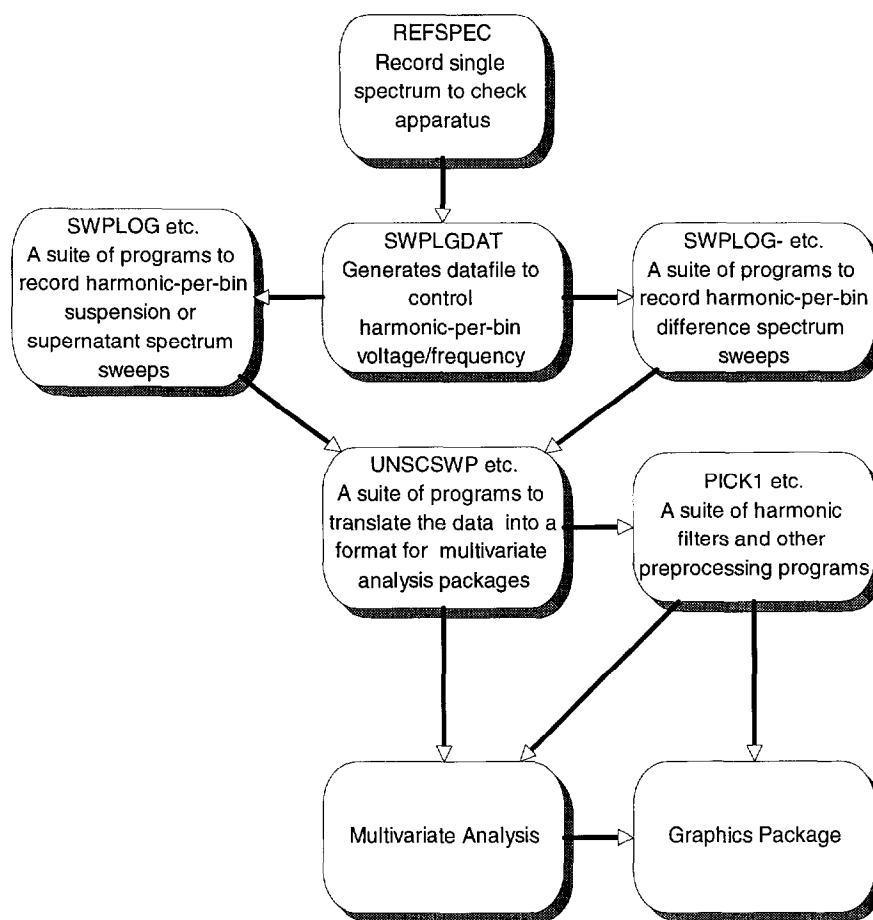 REFSPEC
Record single
spectrum to check
apparatus
SWPLOG etc.
A suite of programs to
record harmonic-per-bin
suspension or
supernatant spectrum
sweeps
SWPLGDAT
Generates datafile to
control
harmonic-per-bin
voltage/frequency
SWPLOG- etc.
A suite of programs to
record harmonic-per-bin
difference spectrum
sweeps
UNSCSWP etc.
A suite of programs to
translate the data into a
format for multivariate
analysis packages
PICK1 etc.
A suite of harmonic
filters and other
preprocessing programs
Multivariate Analysis
Graphics Package